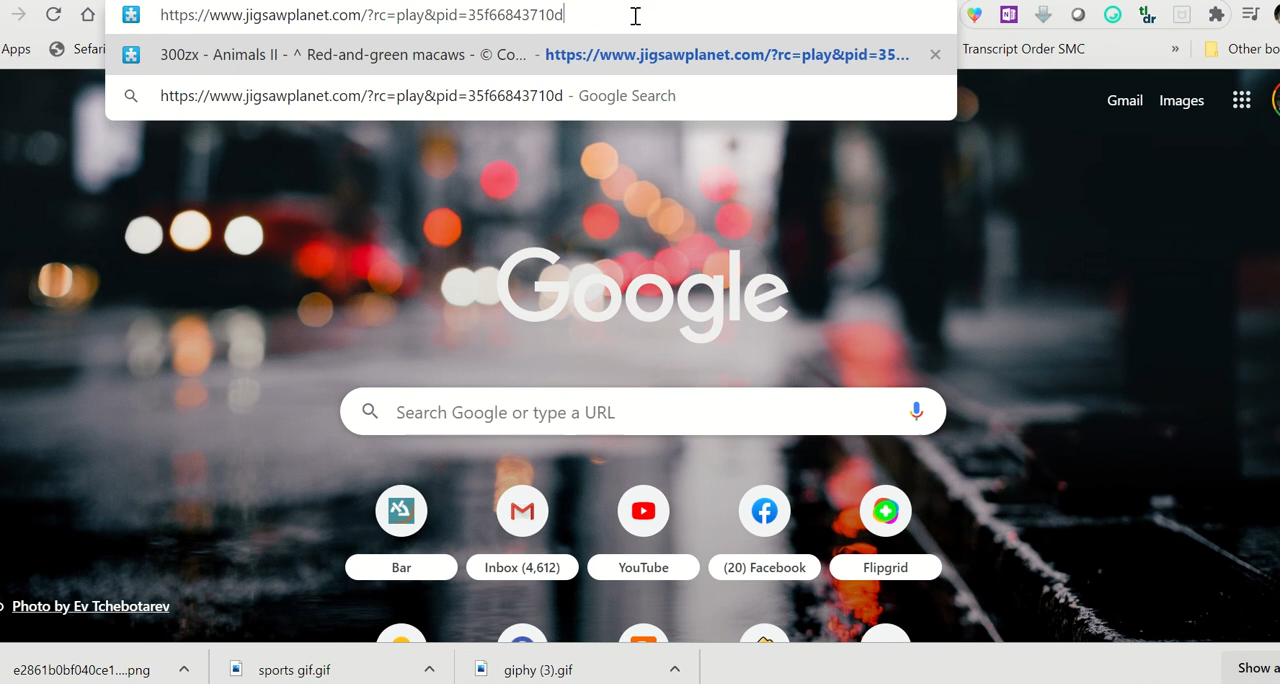 https://www.jigsawplanet.com/?rc=play&pid=35f66843710d
300zx - Animals II - ^ Red-and-green macaws - © Co... - https://www.jigsawplanet.com/?rc=play&pid=35...
https://www.jigsawplanet.com/?rc=play&pid=35f66843710d - Google Search
tl;dr
Apps Sefari Transcript Order SMC » Other bo
Gmail Images
Google
Search Google or type a URL
Bar Inbox (4,612) YouTube (20) Facebook Flipgrid
Photo by Ev Tchebotarev
e2861b0bf040ce1....png sports gif.gif giphy (3).gif Show a